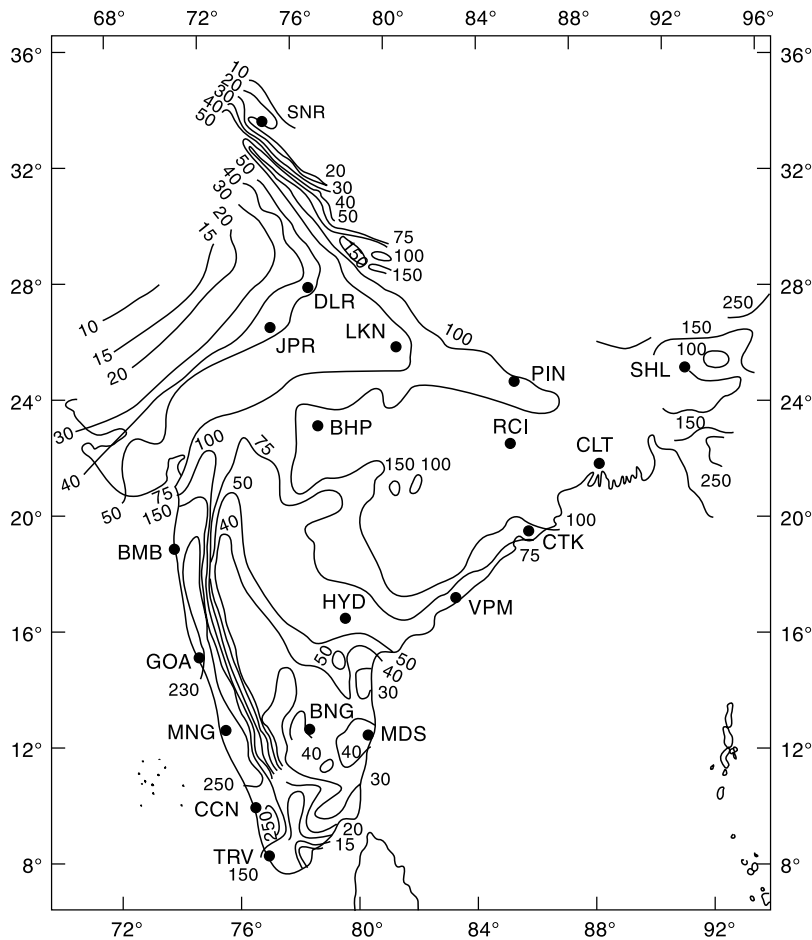 68° 72° 76° 80° 84° 88° 92° 96°
36° 36°
10
20
30
40
50
SNR
32° 32°
50
40
30
20
15
20
30
40
50
75
100
150
150
28° 28°
DLR
250
10
15
20
JPR
LKN
100
150
100
SHL
PIN
24° 24°
30
40
50
BHP
RCI
CLT
150
250
100
75
150 100
75
150
50
20° 20°
40
100
CTK
75
BMB
HYD
VPM
16° 16°
GOA
230
50
50
40
30
BNG
MNG
40
40
MDS
12° 12°
250
30
CCN
250
20
15
8° 8°
TRV
150
72° 76° 80° 84° 88° 92°